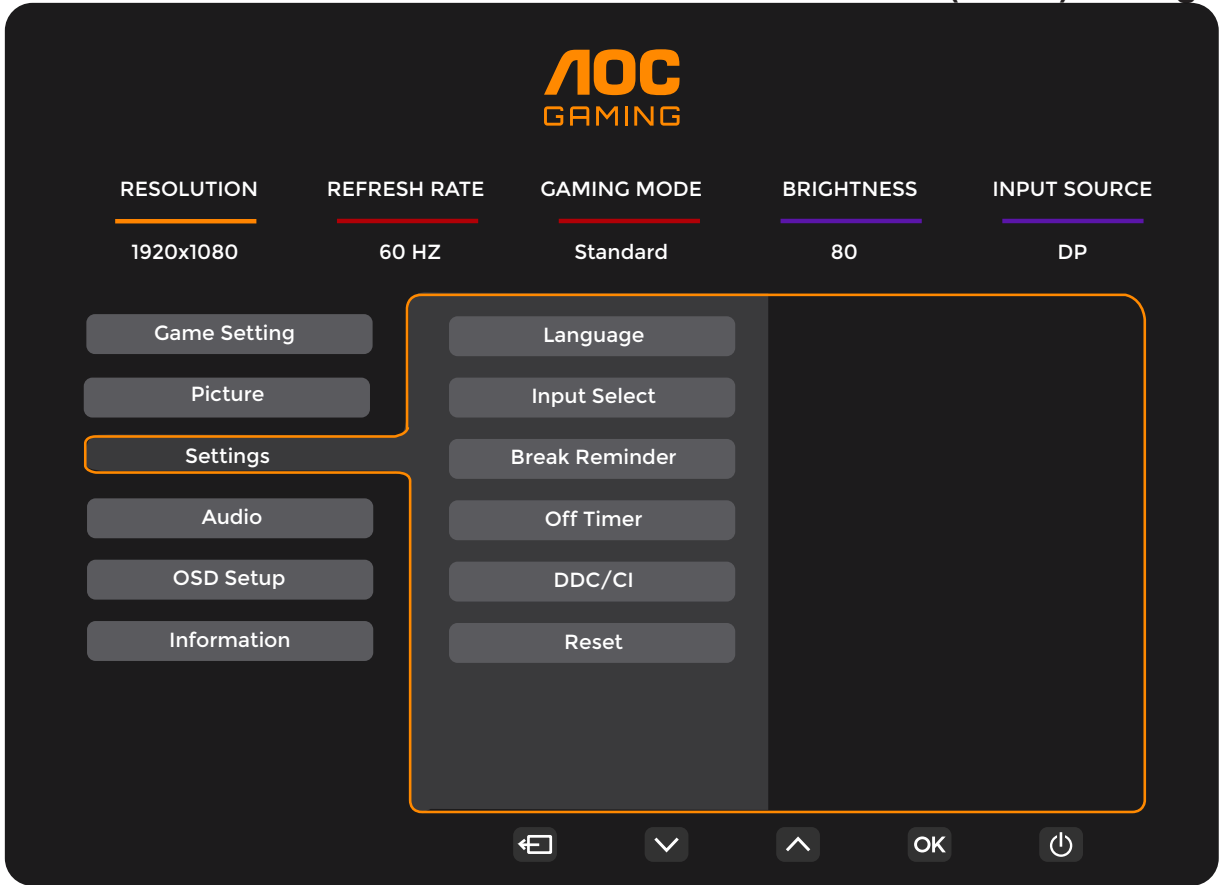 AOC
GAMING
RESOLUTION REFRESH RATE GAMING MODE BRIGHTNESS INPUT SOURCE
1920x1080 60 HZ Standard 80 DP
Game Setting Language
Picture Input Select
Settings Break Reminder
Audio Off Timer
OSD Setup DDC/CI
Information Reset
OK